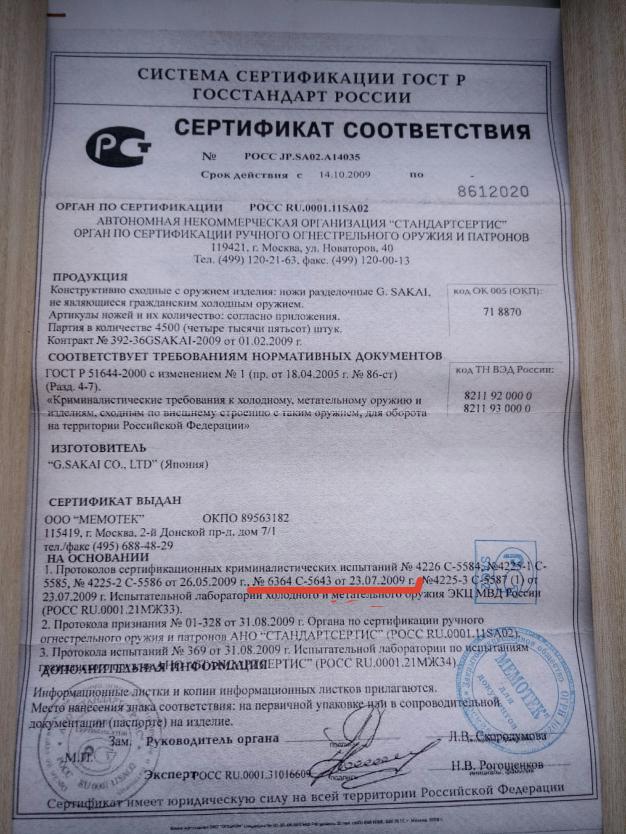 СИСТЕМА СЕРТИФИКАЦИИ ГОСТ Р
ГОССТАНДАРТ РОССИИ
СЕРТИФИКАТ СООТВЕТСТВИЯ
№ РОСС JP.SA02.A14035
Срок действия с 14.10.2009 по -
8612020
ОРГАН ПО СЕРТИФИКАЦИИ РОСС RU.0001.11SA02
АВТОНОМНАЯ НЕКОММЕРЧЕСКАЯ ОРГАНИЗАЦИЯ “СТАНДАРТСЕРТИС”
ОРГАН ПО СЕРТИФИКАЦИИ РУЧНОГО ОГНЕСТРЕЛЬНОГО ОРУЖИЯ И ПАТРОНОВ
119421, г. Москва, ул. Новаторов, 40
Тел. (499) 120-21-63, факс. (499) 120-00-13
ПРОДУКЦИЯ
Конструктивно сходные с оружием изделия: ножи разделочные G. SAKAI,
не являющиеся гражданским холодным оружием.
Артикулы ножей и их количество: согласно приложения.
Партия в количестве 4500 (четыре тысячи пятьсот) штук.
Контракт № 392-36GSAKAI-2009 от 01.02.2009 г.
код ОК 005 (ОКП):
71 8870
СООТВЕТСТВУЕТ ТРЕБОВАНИЯМ НОРМАТИВНЫХ ДОКУМЕНТОВ
ГОСТ Р 51644-2000 с изменением № 1 (пр. от 18.04.2005 г. № 86-ст)
(Разд. 4-7).
«Криминалистические требования к холодному, метательному оружию и
изделиям, сходным по внешнему строению с таким оружием, для оборота
на территории Российской Федерации»
код ТН ВЭД России:
8211 92 000 0
8211 93 000 0
ИЗГОТОВИТЕЛЬ
“G.SAKAI CO., LTD” (Япония)
СЕРТИФИКАТ ВЫДАН
ООО “МЕМОТЕК” ОКПО 89563182
115419, г. Москва, 2-й Донской пр-д, дом 7/1
тел./факс (495) 688-48-29
НА ОСНОВАНИИ
1. Протоколов сертификационных криминалистических испытаний № 4226 С-5584, №4225-1 С-
5585, № 4225-2 С-5586 от 26.05.2009 г., № 6364 С-5643 от 23.07.2009 г., №4225-3 С-5587 (1) от
23.07.2009 г. Испытательной лаборатории холодного и метательного оружия ЭКЦ МВД России
(РОСС RU.0001.21МЖ33).
2. Протокола признания № 01-328 от 31.08.2009 г. Органа по сертификации ручного
огнестрельного оружия и патронов АНО “СТАНДАРТСЕРТИС” (РОСС RU.0001.11SA02).
3. Протокола испытания № 369 от 31.08.2009 г. Испытательной лаборатории по испытаниям
(РОСС RU.0001.21МЖ34)
ДОПОЛНИТЕЛЬНАЯ ИНФОРМАЦИЯ
Информационные листки и копии информационных листков прилагаются.
Место нанесения знака соответствия: на первичной упаковке или в сопроводительной
документации (паспорте) на изделие.
Зам. Руководитель органа Л.В. Скородумова
М.П.
Эксперт РОСС RU.0001.31016609 Н.В. Рогощенков
Сертификат имеет юридическую силу на всей территории Российской Федерации
"МЕМОТЕК"
для документов